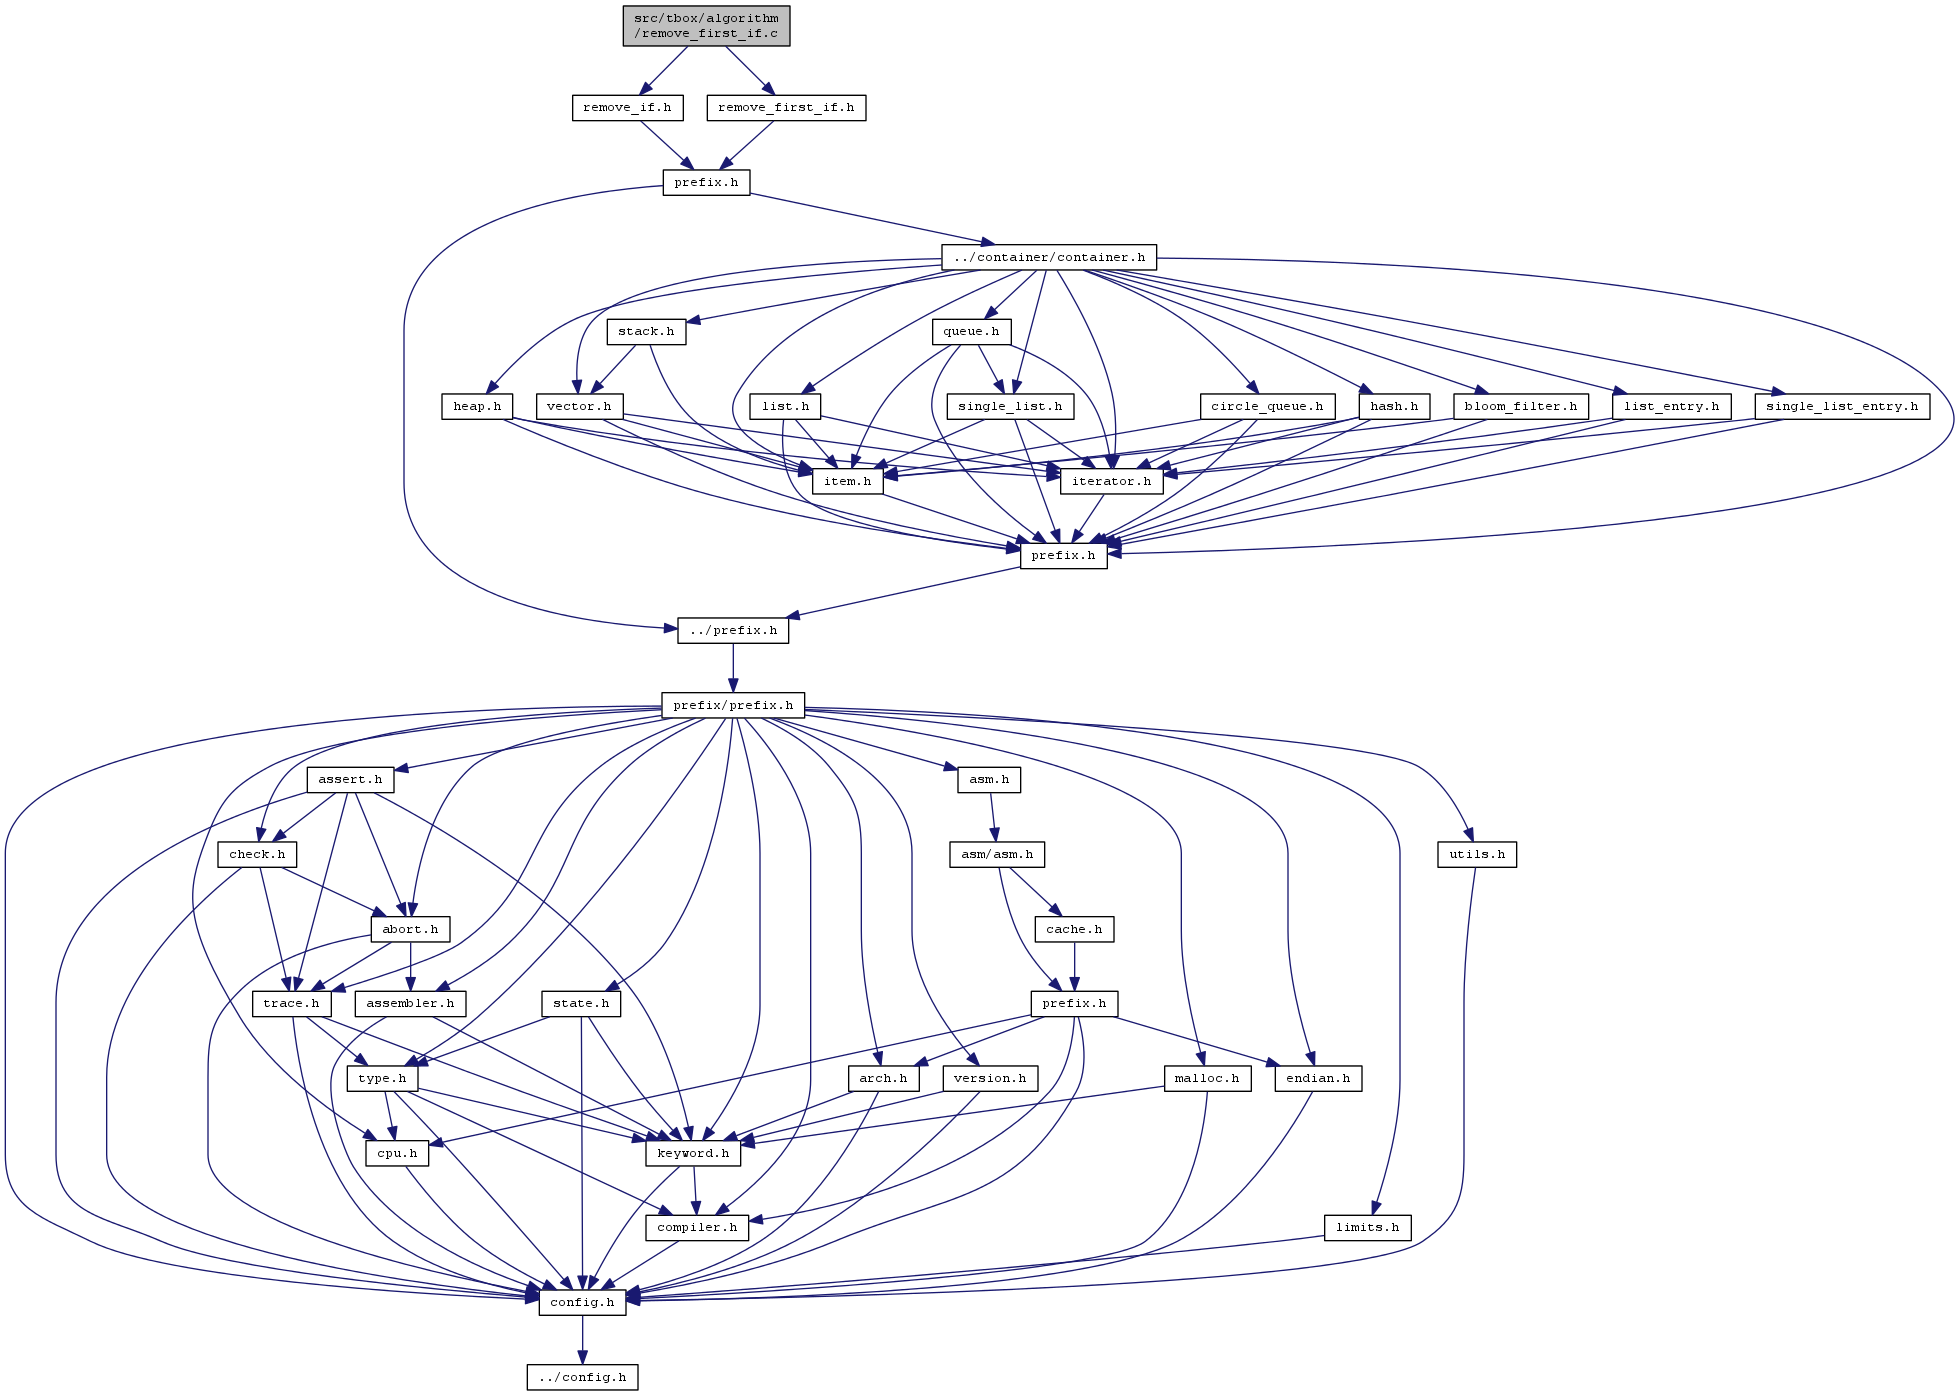 src/tbox/algorithm
/remove_first_if.c
remove_if.h
remove_first_if.h
prefix.h
../container/container.h
stack.h
queue.h
heap.h
vector.h
list.h
single_list.h
circle_queue.h
hash.h
bloom_filter.h
list_entry.h
single_list_entry.h
item.h
iterator.h
prefix.h
../prefix.h
prefix/prefix.h
assert.h
asm.h
check.h
asm/asm.h
utils.h
abort.h
cache.h
trace.h
assembler.h
state.h
prefix.h
type.h
arch.h
version.h
malloc.h
endian.h
cpu.h
keyword.h
compiler.h
limits.h
config.h
../config.h